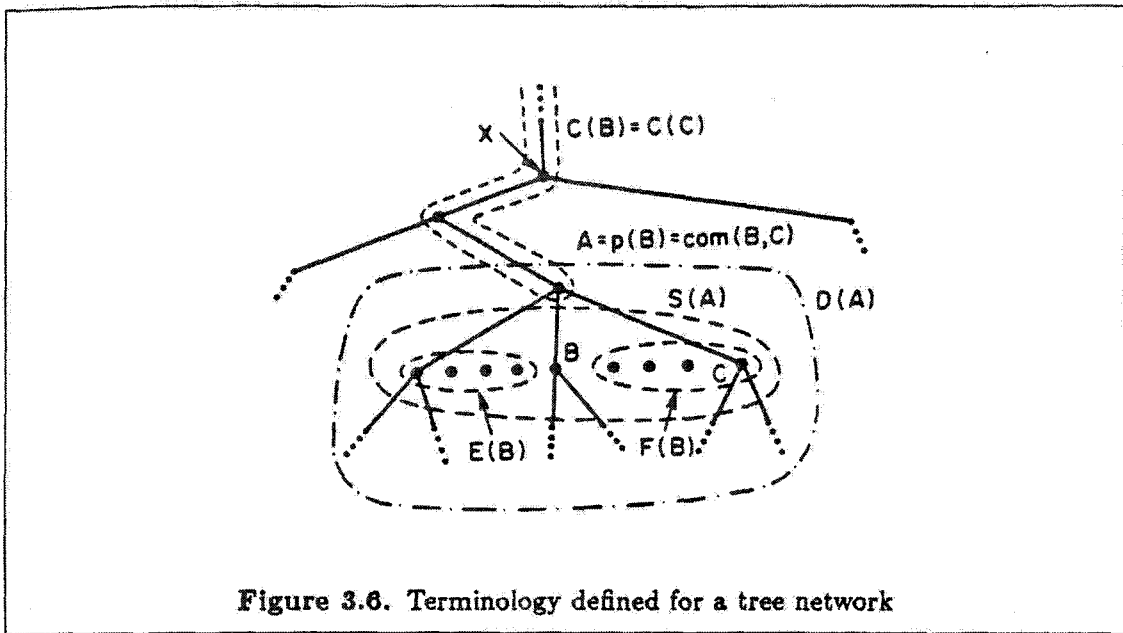 X
C(B)=C(C)
A=p(B)=com(B,C)
S(A)
D(A)
B
C
E(B)
F(B)
Figure 3.6. Terminology defined for a tree network